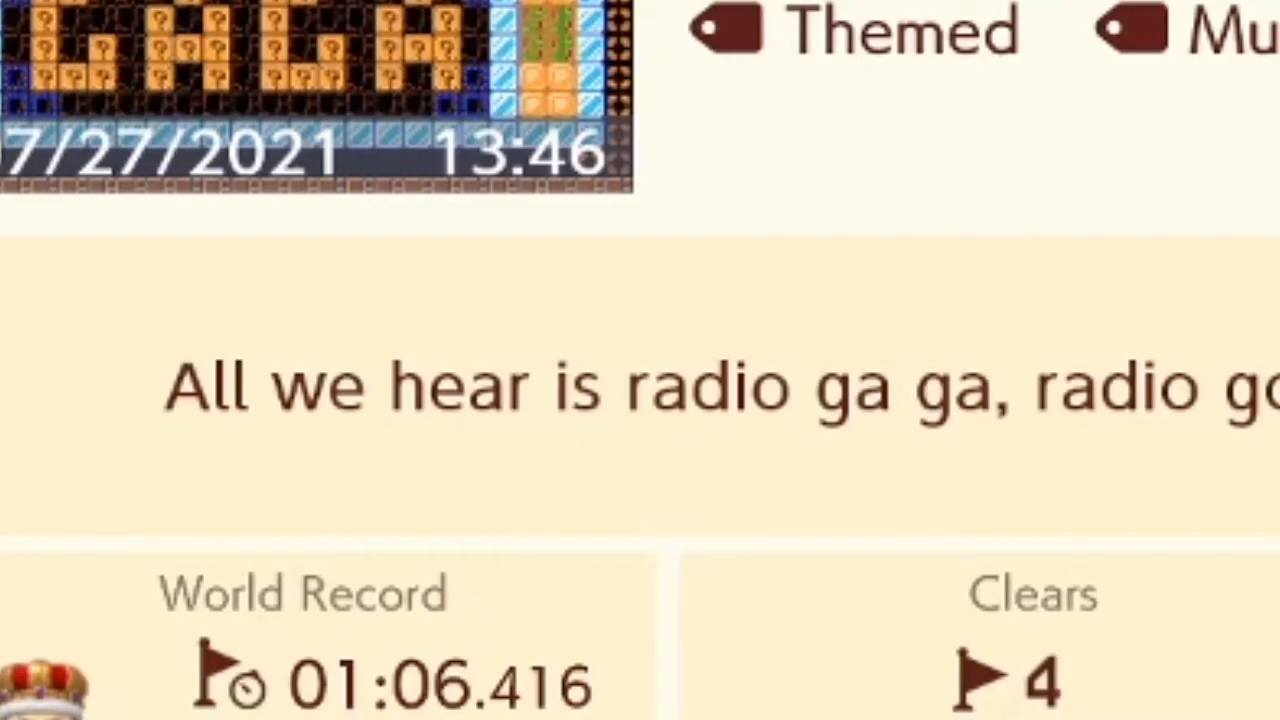 GAGA
Themed
7/27/2021 13:46
All we hear is radio ga ga, radio
World Record
Clears
01:06.416
4